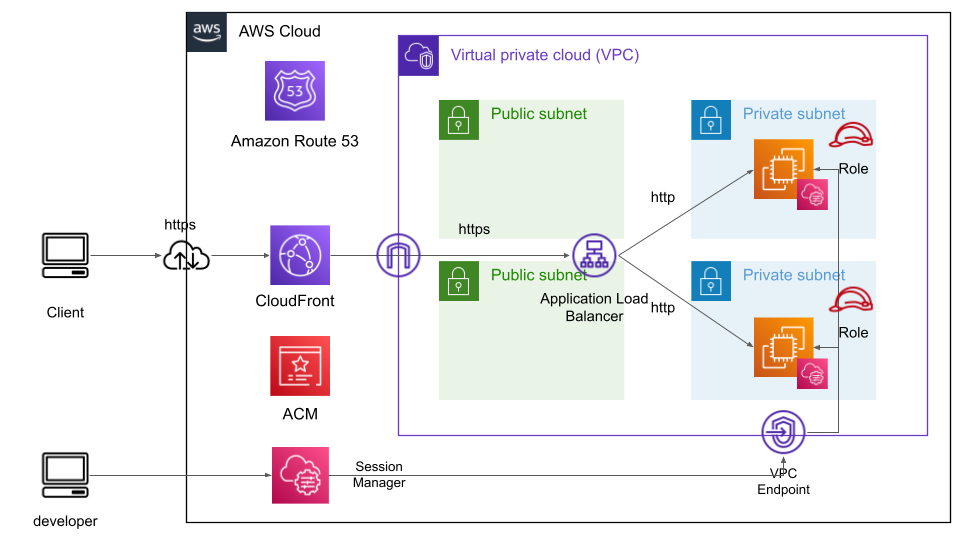 aws
AWS Cloud
Virtual private cloud (VPC)
53
Amazon Route 53
Public subnet
Private subnet
Role
http
https
https
Client
CloudFront
Public subnet
Application Load
Balancer
http
Private subnet
Role
ACM
developer
Session
Manager
VPC
Endpoint